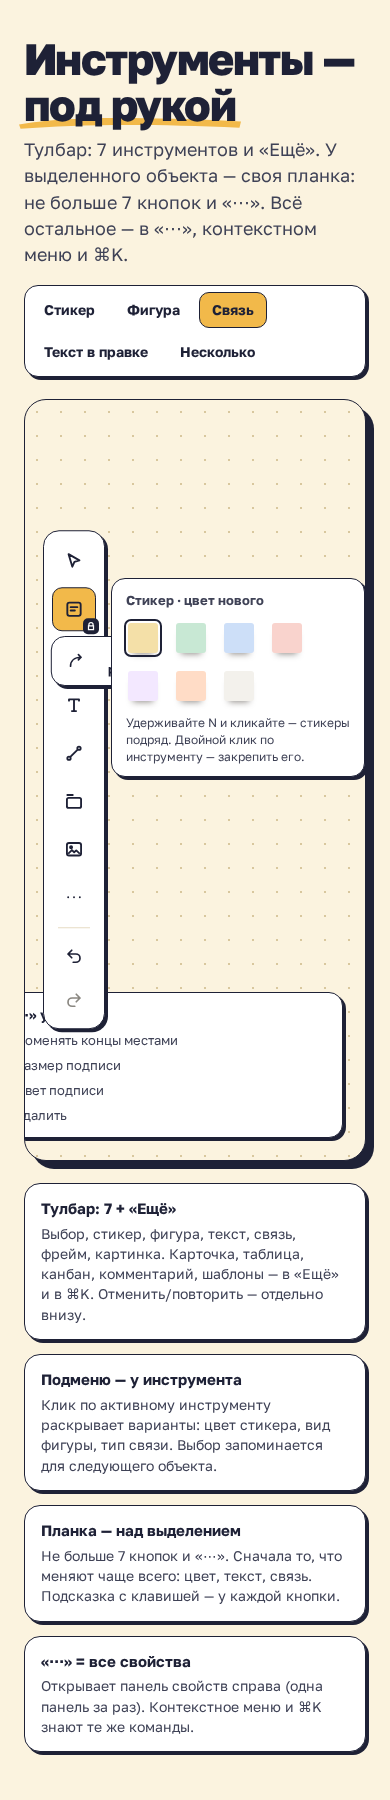 Инструменты —
под рукой
Тулбар: 7 инструментов и «Ещё». У
выделенного объекта — своя планка:
не больше 7 кнопок и «⋯». Всё
остальное — в «⋯», контекстном
меню и ⌘K.
Стикер Фигура Связь
Текст в правке Несколько
Стикер · цвет нового
Удерживайте N и кликайте — стикеры
подряд. Двойной клик по
инструменту — закрепить его.
T
···
оменять концы местами
азмер подписи
вет подписи
далить
Тулбар: 7 + «Ещё»
Выбор, стикер, фигура, текст, связь,
фрейм, картинка. Карточка, таблица,
канбан, комментарий, шаблоны — в «Ещё»
и в ⌘K. Отменить/повторить — отдельно
внизу.
Подменю — у инструмента
Клик по активному инструменту
раскрывает варианты: цвет стикера, вид
фигуры, тип связи. Выбор запоминается
для следующего объекта.
Планка — над выделением
Не больше 7 кнопок и «⋯». Сначала то, что
меняют чаще всего: цвет, текст, связь.
Подсказка с клавишей — у каждой кнопки.
«⋯» = все свойства
Открывает панель свойств справа (одна
панель за раз). Контекстное меню и ⌘K
знают те же команды.